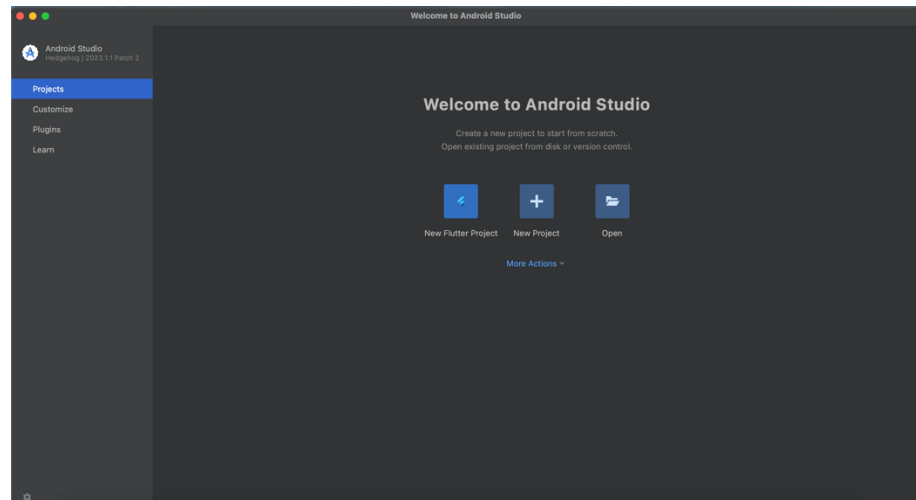 Welcome to Android Studio
Android Studio
Hedgehog | 2023.1.1 Patch 2
Projects
Customize
Plugins
Learn
Welcome to Android Studio
Create a new project to start from scratch.
Open existing project from disk or version control.
New Flutter Project
New Project
Open
More Actions